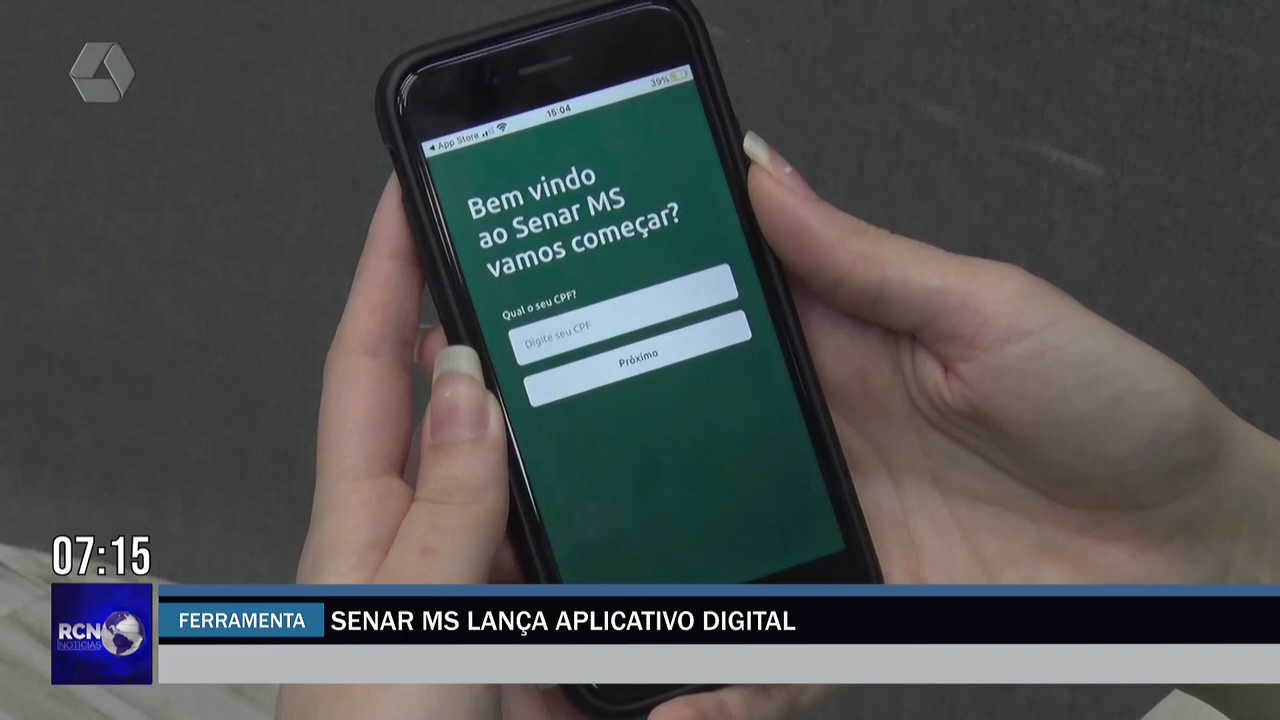 App Store
15:04
39%
Bem vindo
ao Senar MS
vamos começar?
Qual o seu CPF?
Digite seu CPF
Próximo
07:15
RCN
NOTÍCIAS
FERRAMENTA
SENAR MS LANÇA APLICATIVO DIGITAL